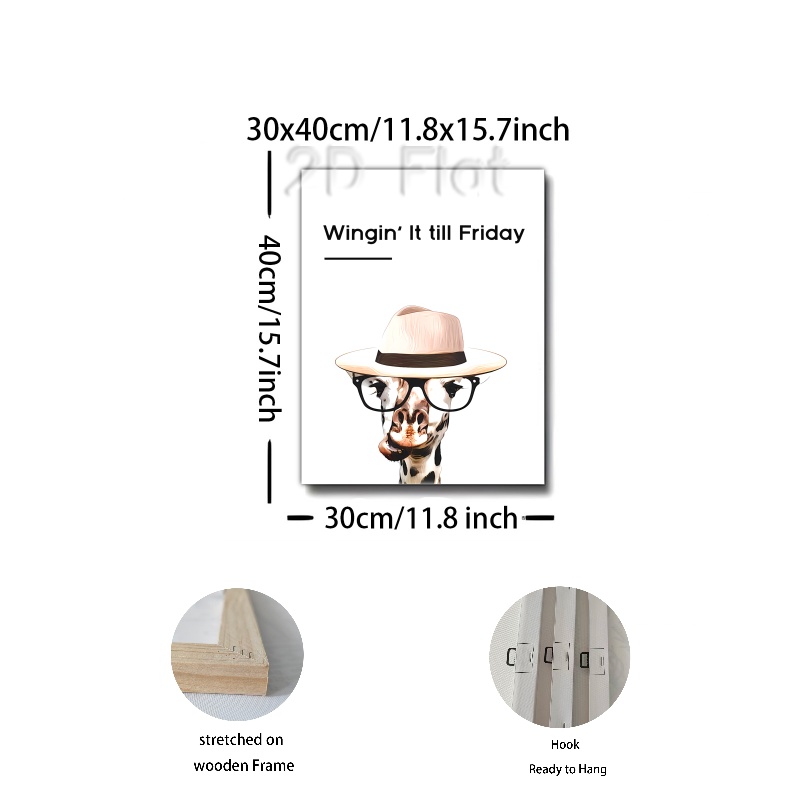 30x40cm/11.8x15.7inch
2D Flat
Wingin' It till Friday
40cm/15.7inch
30cm/11.8 inch
stretched on
wooden Frame
Hook
Ready to Hang